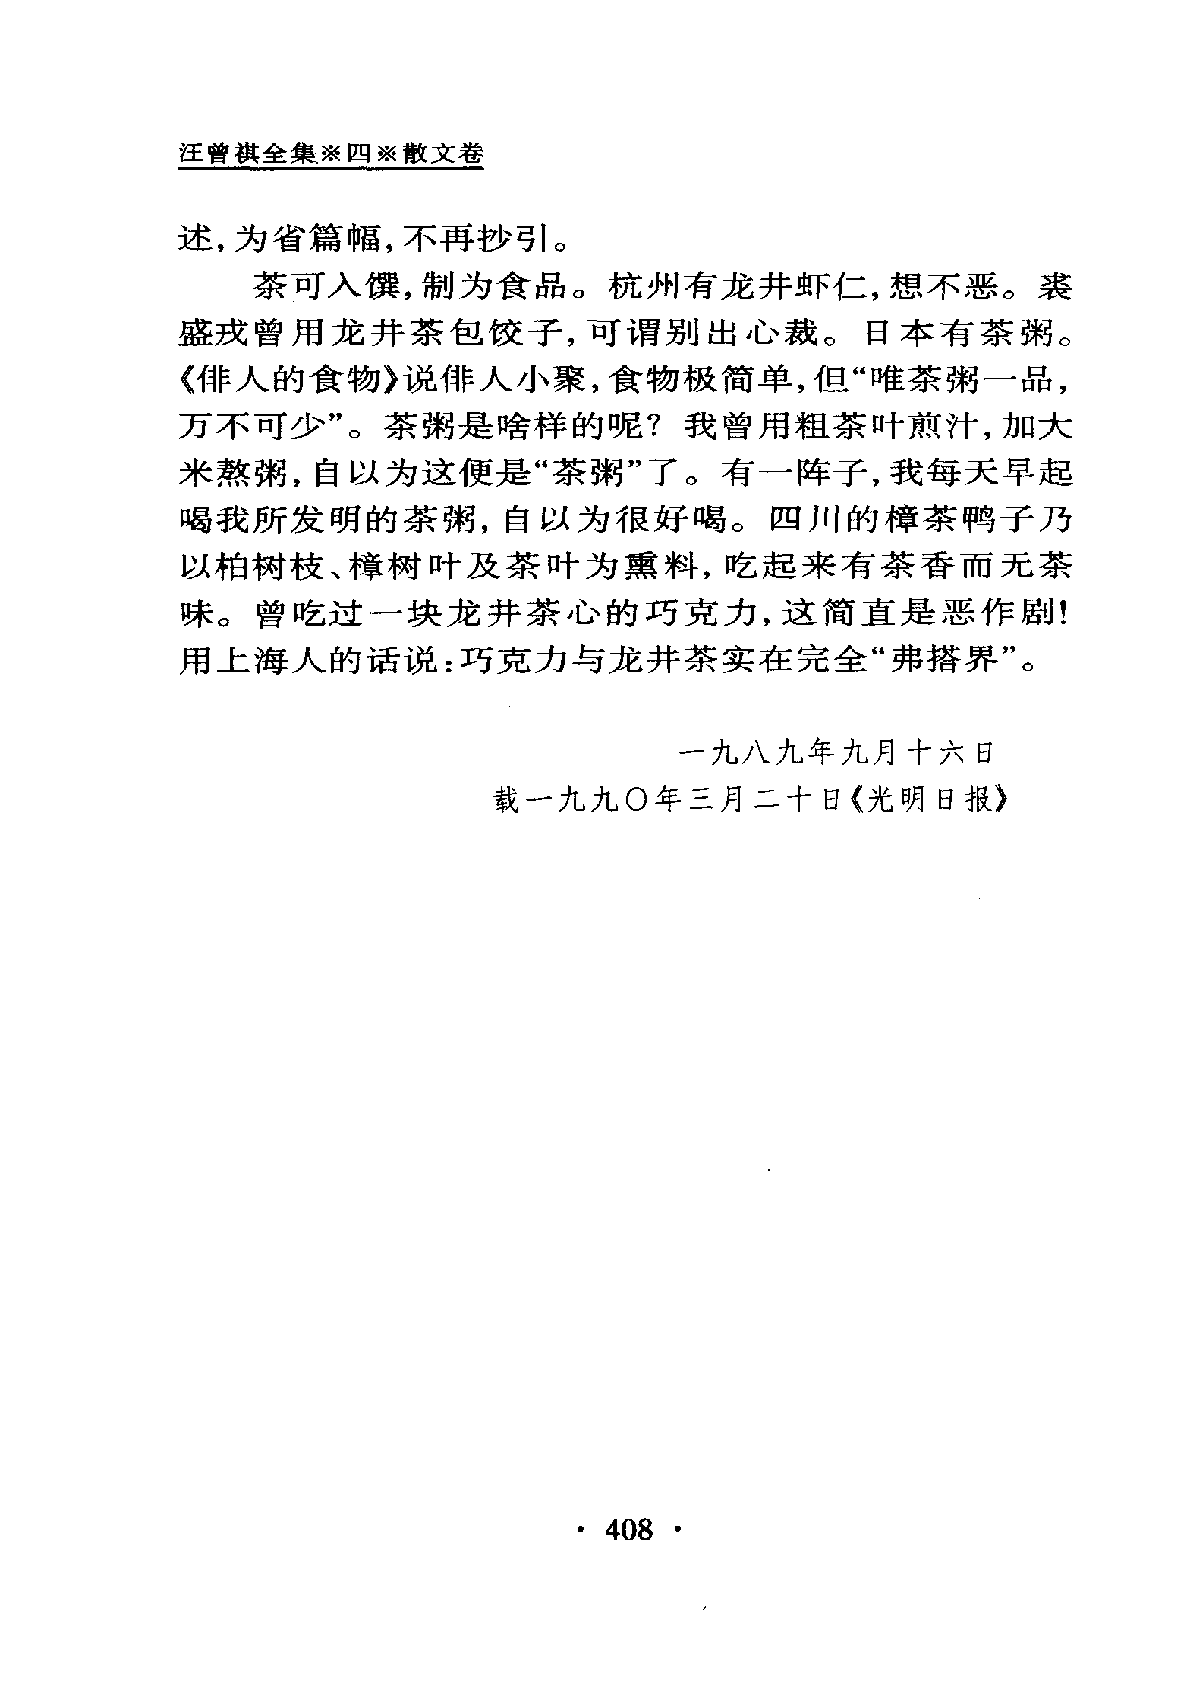 汪曾祺全集※四※散文卷
述,为省篇幅,不再抄引。
茶可入馔,制为食品。杭州有龙井虾仁,想不恶。裘
盛戎曾用龙井茶包饺子,可谓别出心裁。日本有茶粥。
《俳人的食物》说俳人小聚,食物极简单,但“唯茶粥一品,
万不可少”。茶粥是啥样的呢?我曾用粗茶叶煎汁,加大
米熬粥,自以为这便是“茶粥”了。有一阵子,我每天早起
喝我所发明的茶粥,自以为很好喝。四川的樟茶鸭子乃
以柏树枝、樟树叶及茶叶为熏料,吃起来有茶香而无茶
味。曾吃过一块龙井茶心的巧克力,这简直是恶作剧!
用上海人的话说:巧克力与龙井茶实在完全“弗搭界”。
一九八九年九月十六日
载一九九〇年三月二十日《光明日报》
· 408 ·